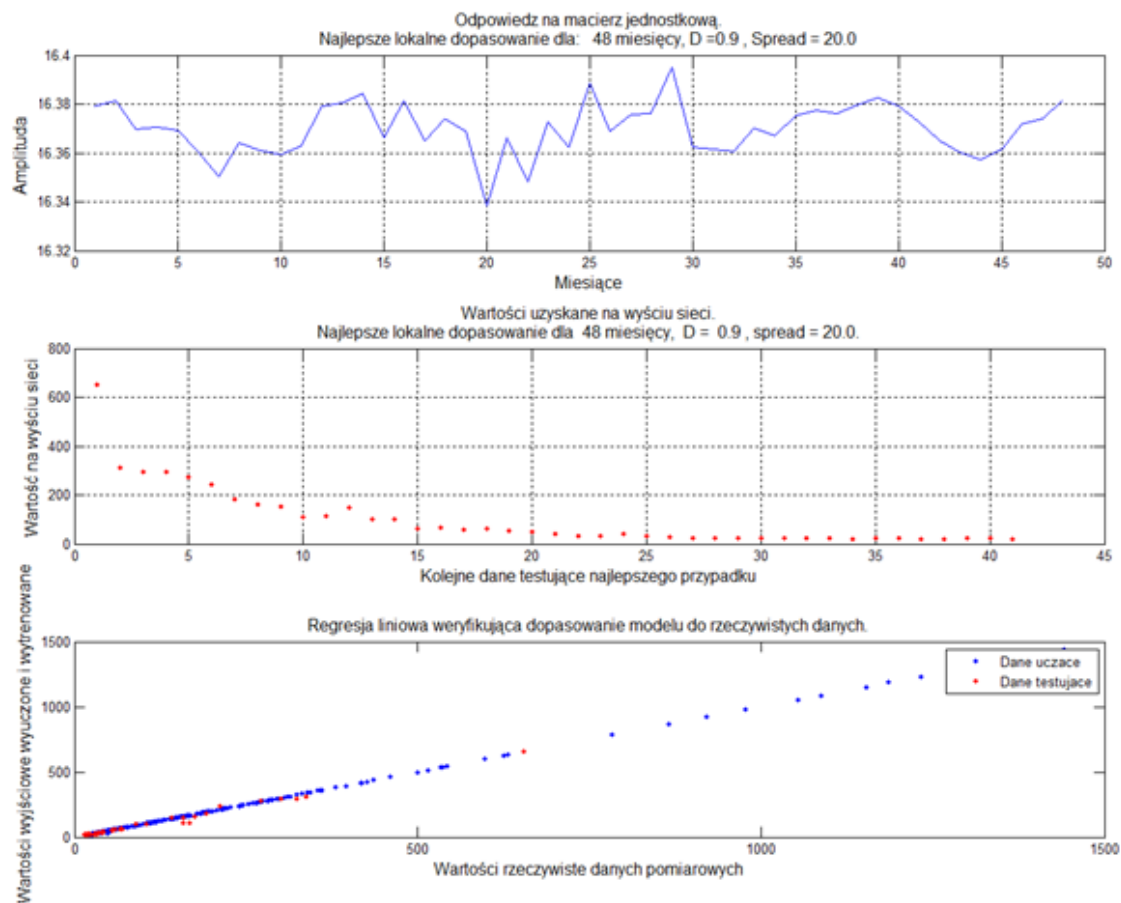 Odpowiedz na macierz jednostkową.
Najlepsze lokalne dopasowanie dla: 48 miesięcy, D =0.9 , Spread = 20.0
16.4
16.38
16.36
16.34
16.32
Amplituda
0 5 10 15 20 25 30 35 40 45 50
Miesiące
Wartości uzyskane na wyściu sieci.
Najlepsze lokalne dopasowanie dla 48 miesięcy, D = 0.9 , spread = 20.0.
800
600
400
200
0
Wartość na wyściu sieci
0 5 10 15 20 25 30 35 40 45
Kolejne dane testujące najlepszego przypadku
Regresja liniowa weryfikująca dopasowanie modelu do rzeczywistych danych.
1500
1000
500
0
Wartości wyjściowe wyuczone i wytrenowane
Dane uczace
Dane testujace
0 500 1000 1500
Wartości rzeczywiste danych pomiarowych